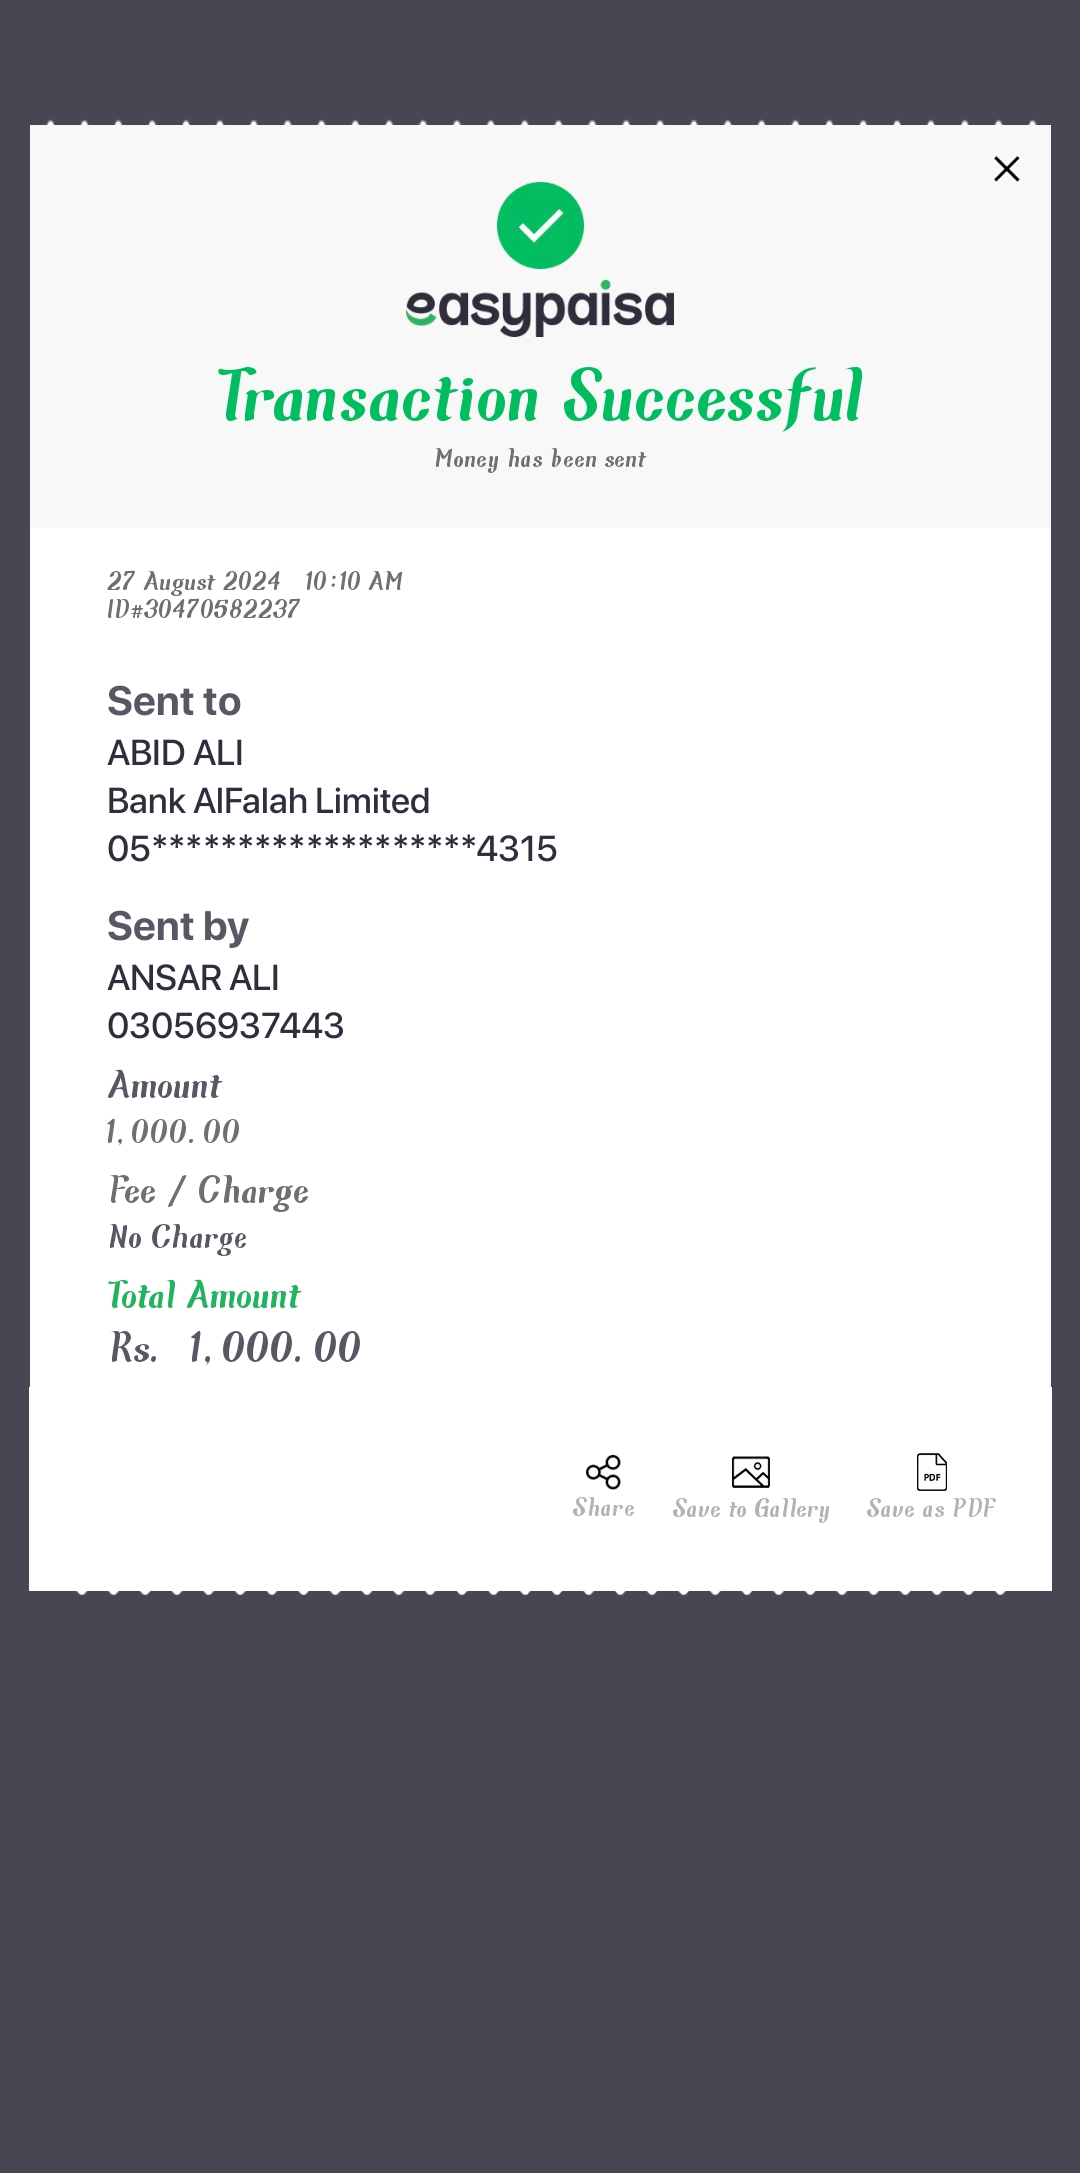 easypaisa
Transaction Successful
Money has been sent
27 August 2024 10:10 AM
ID#30470582237
Sent to
ABID ALI
Bank AlFalah Limited
05*******************4315
Sent by
ANSAR ALI
03056937443
Amount
1,000.00
Fee / Charge
No Charge
Total Amount
Rs. 1,000.00
PDF
Share Save to Gallery Save as PDF